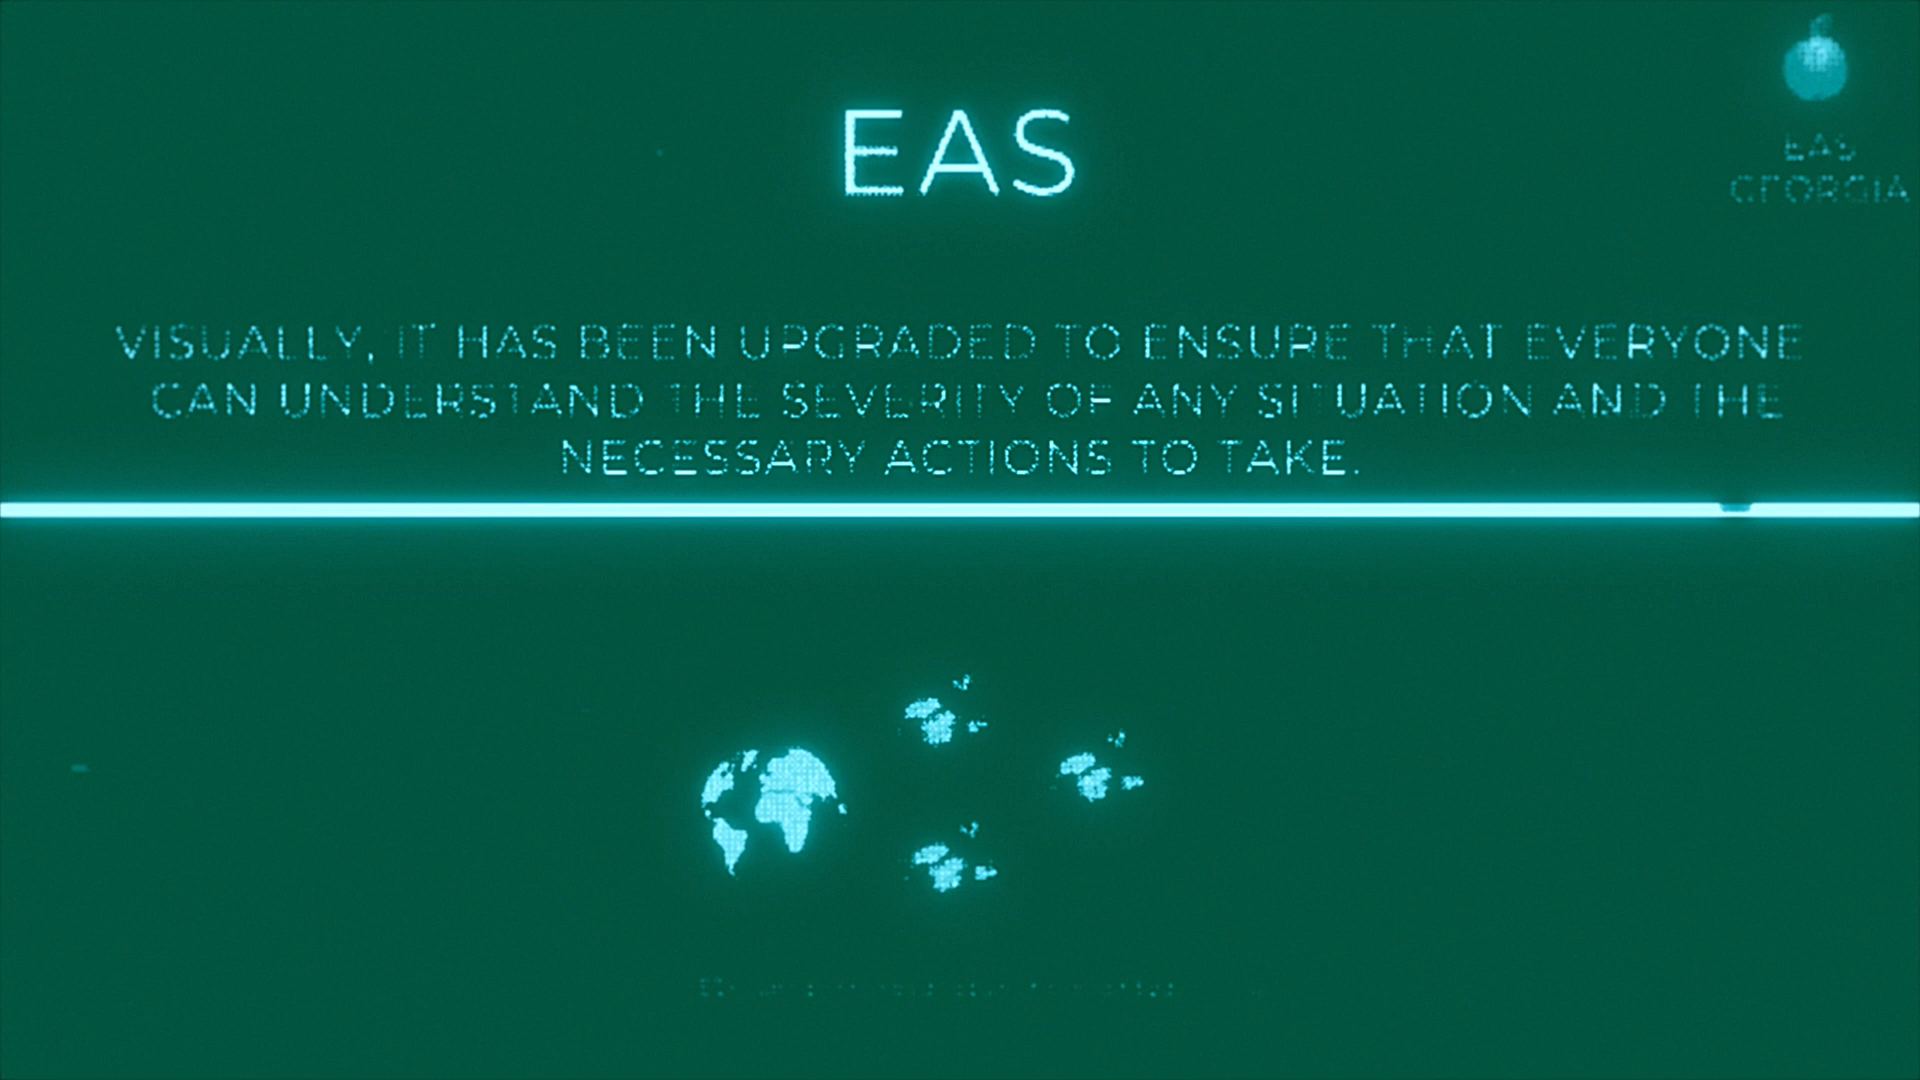 EAS
EAS
GEORGIA
VISUALLY, IT HAS BEEN UPGRADED TO ENSURE THAT EVERYONE
CAN UNDERSTAND THE SEVERITY OF ANY SITUATION AND THE
NECESSARY ACTIONS TO TAKE.